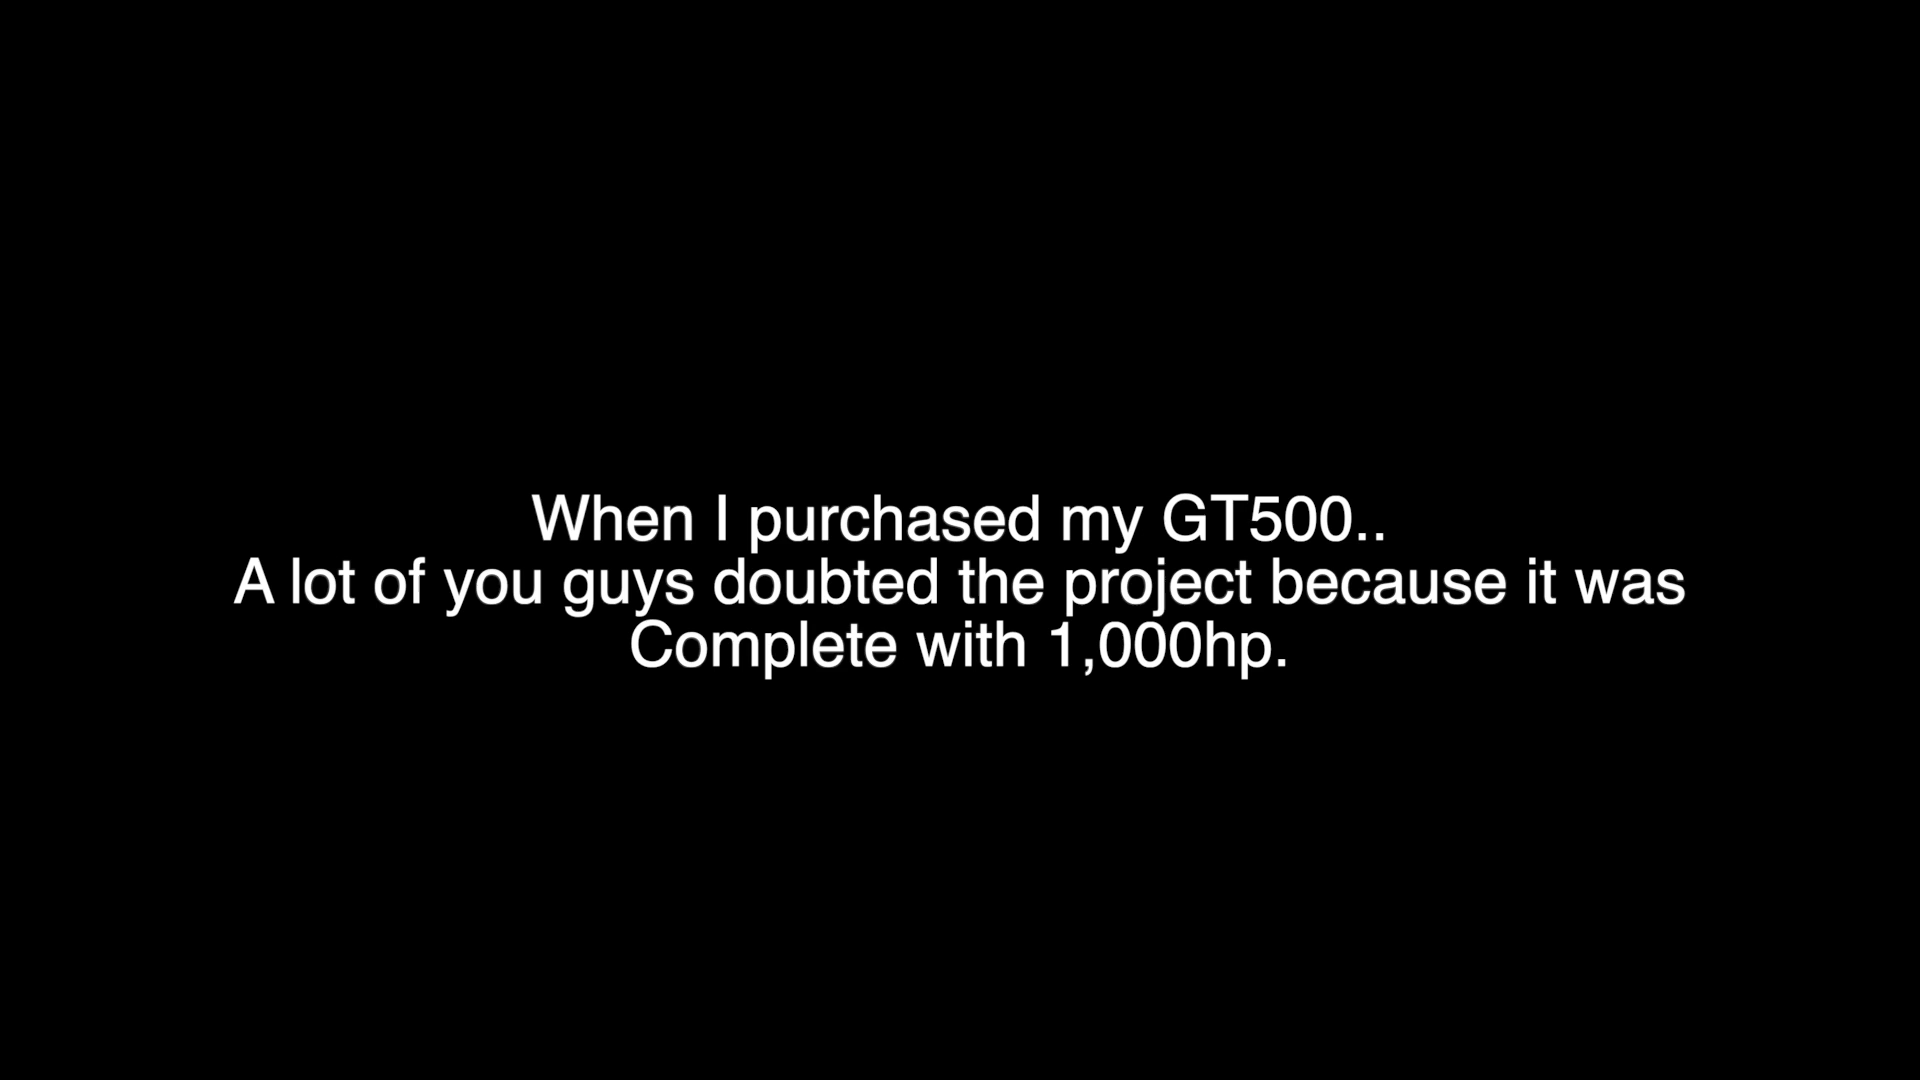 When I purchased my GT500..
A lot of you guys doubted the project because it was
Complete with 1,000hp.